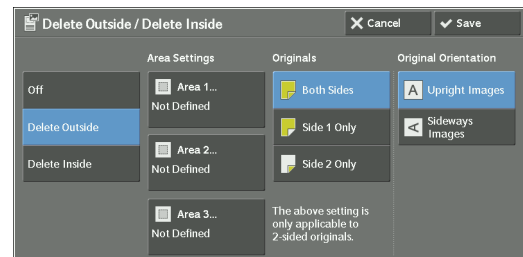 Delete Outside / Delete Inside
Cancel
Save
Area Settings
Originals
Original Orientation
Off
Delete Outside
Delete Inside
Area 1...
Not Defined
Area 2...
Not Defined
Area 3...
Not Defined
Both Sides
Side 1 Only
Side 2 Only
The above setting is
only applicable to
2-sided originals.
A Upright Images
A Sideways
Images